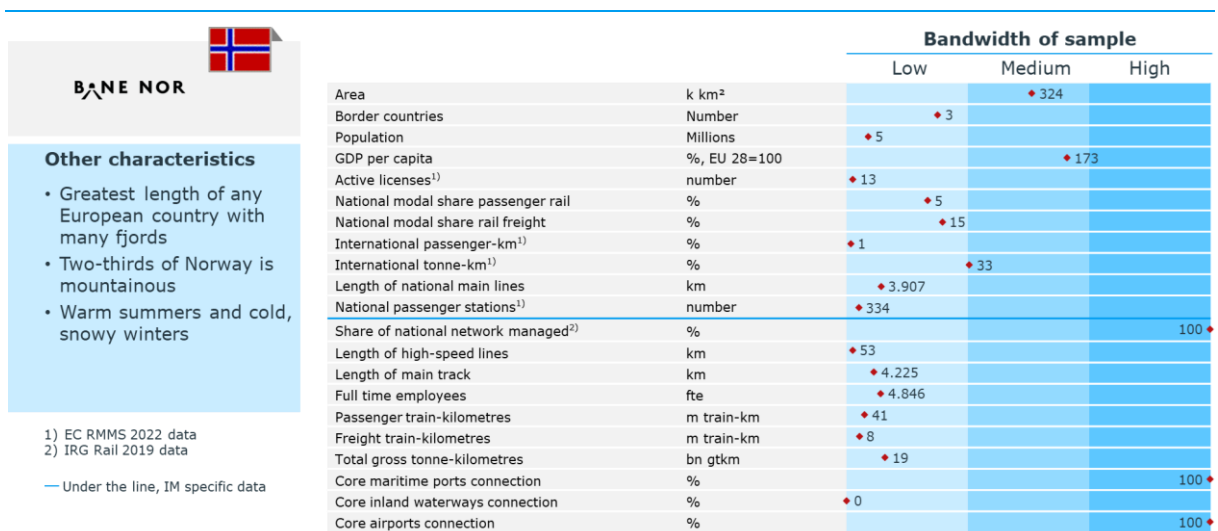 BANE NOR
Other characteristics
• Greatest length of any
European country with
many fjords
• Two-thirds of Norway is
mountainous
• Warm summers and cold,
snowy winters
1) EC RMMS 2022 data
2) IRG Rail 2019 data
— Under the line, IM specific data
Bandwidth of sample
Low Medium High
Area k km² 324
Border countries Number 3
Population Millions 5
GDP per capita %, EU 28=100 173
Active licenses1) number 13
National modal share passenger rail % 5
National modal share rail freight % 15
International passenger-km1) % 1
International tonne-km1) % 33
Length of national main lines km 3.907
National passenger stations1) number 334
Share of national network managed2) % 100
Length of high-speed lines km 53
Length of main track km 4.225
Full time employees fte 4.846
Passenger train-kilometres m train-km 41
Freight train-kilometres m train-km 8
Total gross tonne-kilometres bn gtkm 19
Core maritime ports connection % 100
Core inland waterways connection % 0
Core airports connection % 100